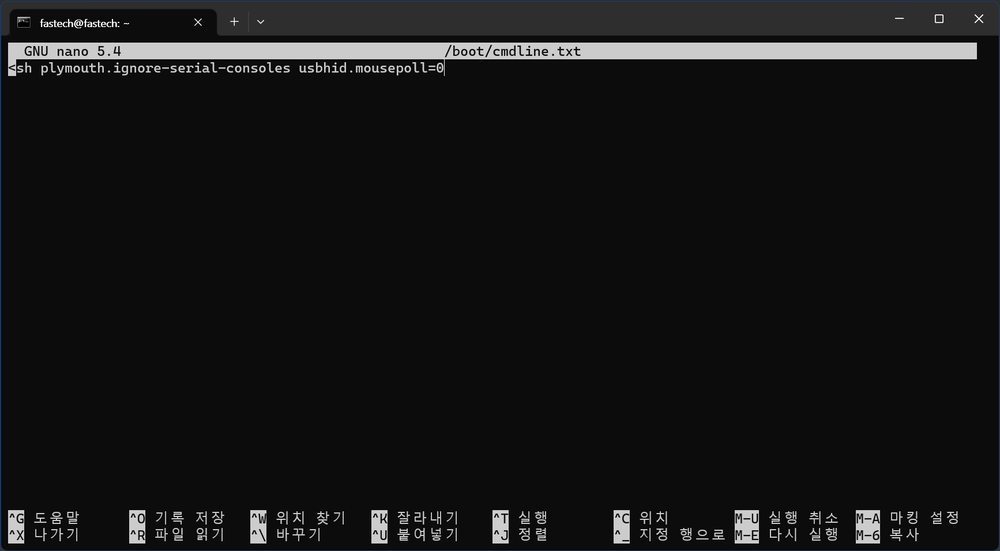 fastech@fastech: ~
GNU nano 5.4 /boot/cmdline.txt
<sh plymouth.ignore-serial-consoles usbhid.mousepoll=0
^G 도움말 ^O 기록 저장 ^W 위치 찾기 ^K 잘라내기 ^T 실행 ^C 위치 M-U 실행 취소 M-A 마킹 설정
^X 나가기 ^R 파일 읽기 ^\ 바꾸기 ^U 붙여넣기 ^J 정렬 ^_ 지정 행으로 M-E 다시 실행 M-6 복사